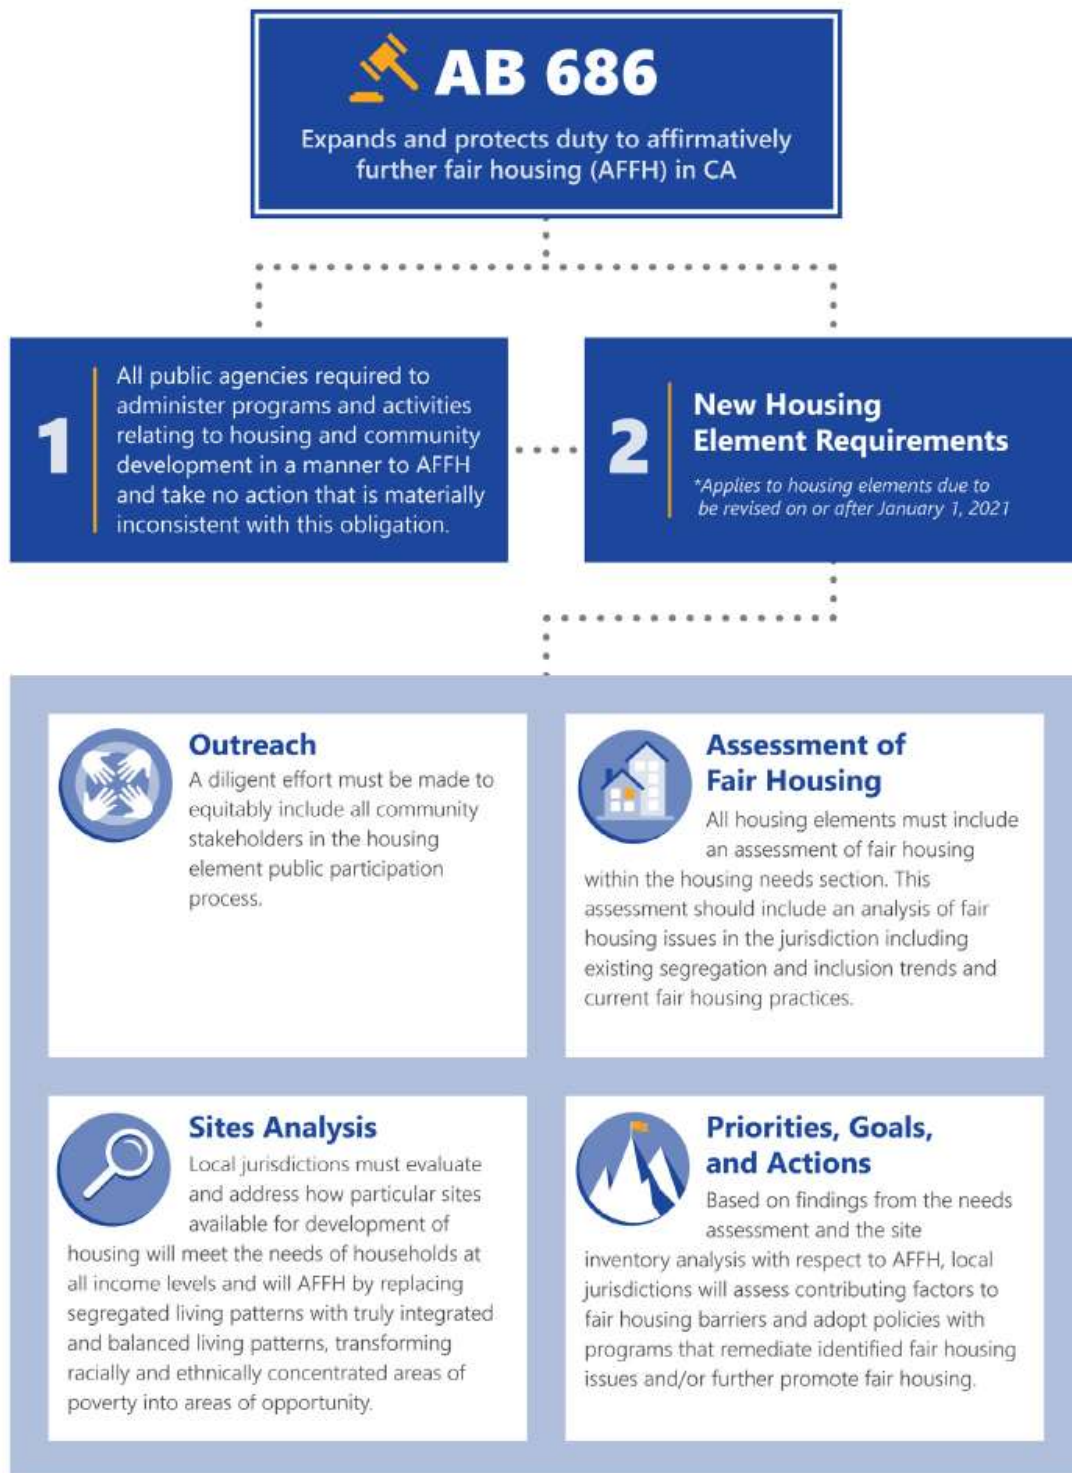 AB 686
Expands and protects duty to affirmatively
further fair housing (AFFH) in CA
1
All public agencies required to
administer programs and activities
relating to housing and community
development in a manner to AFFH
and take no action that is materially
inconsistent with this obligation.
2
New Housing
Element Requirements
*Applies to housing elements due to
be revised on or after January 1, 2021
Outreach
A diligent effort must be made to
equitably include all community
stakeholders in the housing
element public participation
process.
Assessment of
Fair Housing
All housing elements must include
an assessment of fair housing
within the housing needs section. This
assessment should include an analysis of fair
housing issues in the jurisdiction including
existing segregation and inclusion trends and
current fair housing practices.
Sites Analysis
Local jurisdictions must evaluate
and address how particular sites
available for development of
housing will meet the needs of households at
all income levels and will AFFH by replacing
segregated living patterns with truly integrated
and balanced living patterns, transforming
racially and ethnically concentrated areas of
poverty into areas of opportunity.
Priorities, Goals,
and Actions
Based on findings from the needs
assessment and the site
inventory analysis with respect to AFFH, local
jurisdictions will assess contributing factors to
fair housing barriers and adopt policies with
programs that remediate identified fair housing
issues and/or further promote fair housing.